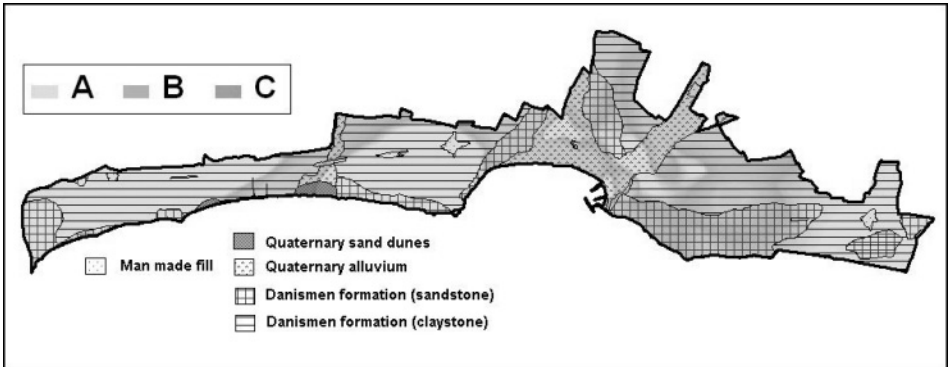 A B C
Quaternary sand dunes
Man made fill Quaternary alluvium
Danismen formation (sandstone)
Danismen formation (claystone)